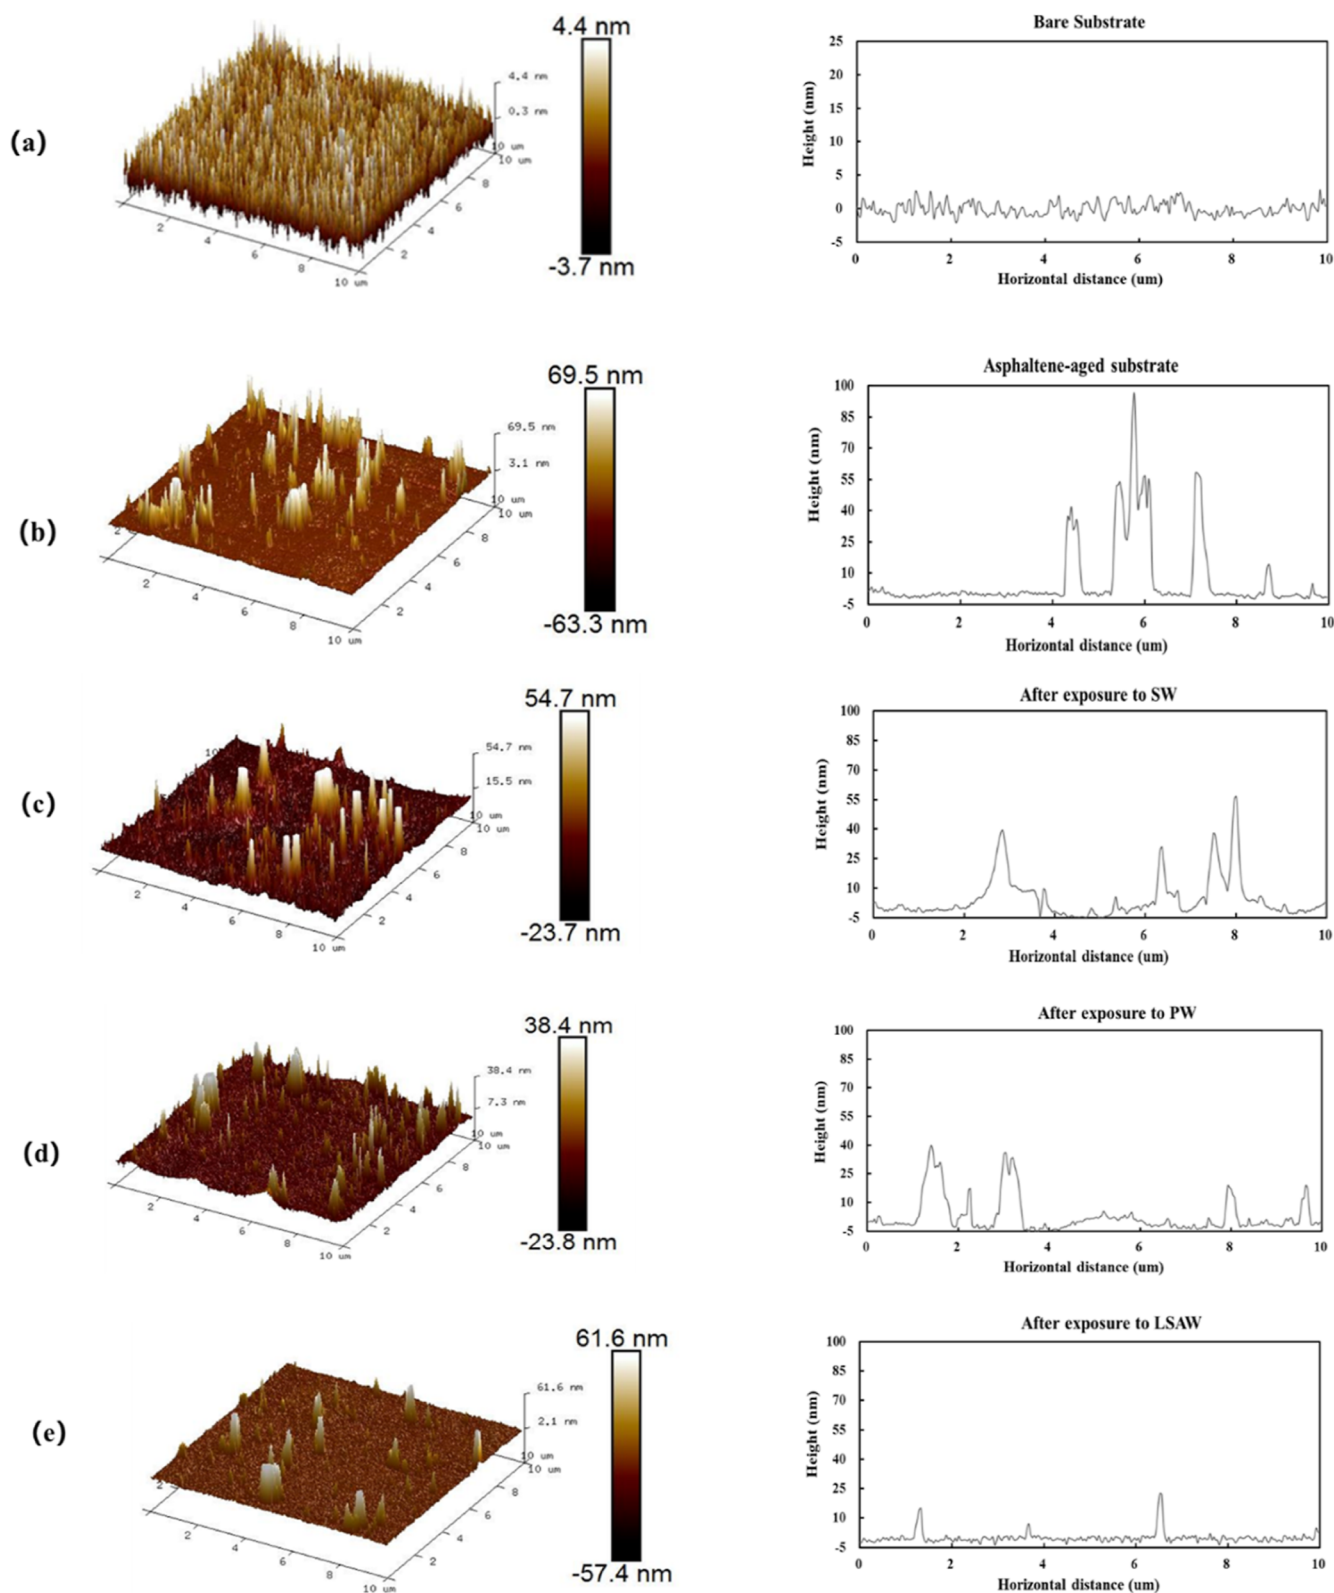 (a)
4.4 nm
-3.7 nm
4.4 nm
0.3 nm
10 um
10 um
8
6
4
2
2
4
6
8
10 um
Bare Substrate
Height (nm)
25
20
15
10
5
0
-5
0 2 4 6 8 10
Horizontal distance (um)
(b)
69.5 nm
-63.3 nm
69.5 nm
3.1 nm
10 um
10 um
8
6
4
2
2
2
4
6
8
10 um
Asphaltene-aged substrate
Height (nm)
100
85
70
55
40
25
10
-5
0 2 4 6 8 10
Horizontal distance (um)
(c)
54.7 nm
-23.7 nm
54.7 nm
15.5 nm
10
10 um
10 um
8
6
4
2
2
4
6
8
10 um
After exposure to SW
Height (nm)
100
85
70
55
40
25
10
-5
0 2 4 6 8 10
Horizontal distance (um)
(d)
38.4 nm
-23.8 nm
38.4 nm
7.3 nm
10 um
10 um
8
6
4
2
2
4
6
8
10 um
After exposure to PW
Height (nm)
100
85
70
55
40
25
10
-5
0 2 4 6 8 10
Horizontal distance (um)
(e)
61.6 nm
-57.4 nm
61.6 nm
2.1 nm
10 um
10 um
8
6
4
2
2
2
4
6
8
10 um
After exposure to LSAW
Height (nm)
100
85
70
55
40
25
10
-5
0 2 4 6 8 10
Horizontal distance (um)